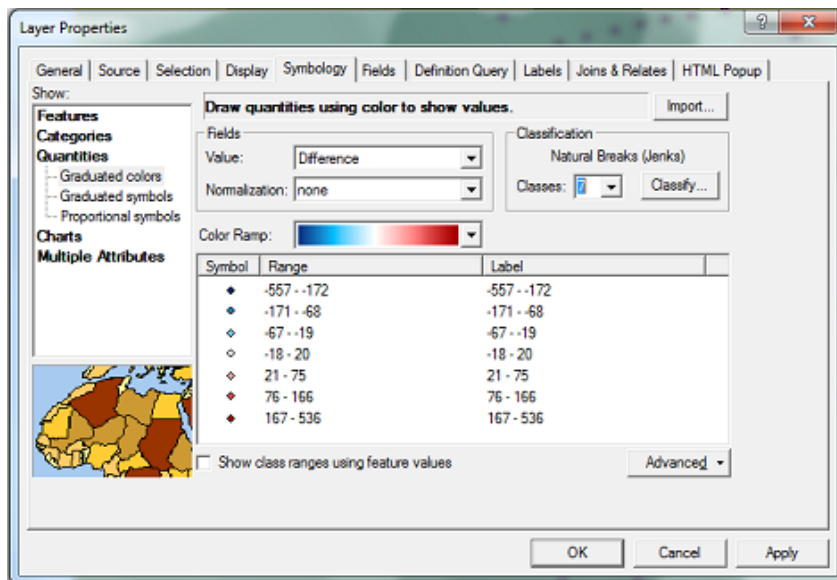 Layer Properties
?
General Source Selection Display Symbology Fields Definition Query Labels Joins & Relates HTML Popup
Show:
Features
Categories
Quantities
Graduated colors
Graduated symbols
Proportional symbols
Charts
Multiple Attributes
Draw quantities using color to show values.
Import...
Fields
Value: Difference
Normalization: none
Classification
Natural Breaks (Jenks)
Classes: 7 Classify...
Color Ramp:
Symbol Range Label
-557 - -172 -557 - -172
-171 - -68 -171 - -68
-67 - -19 -67 - -19
-18 - 20 -18 - 20
21 - 75 21 - 75
76 - 166 76 - 166
167 - 536 167 - 536
Show class ranges using feature values
Advanced
OK Cancel Apply